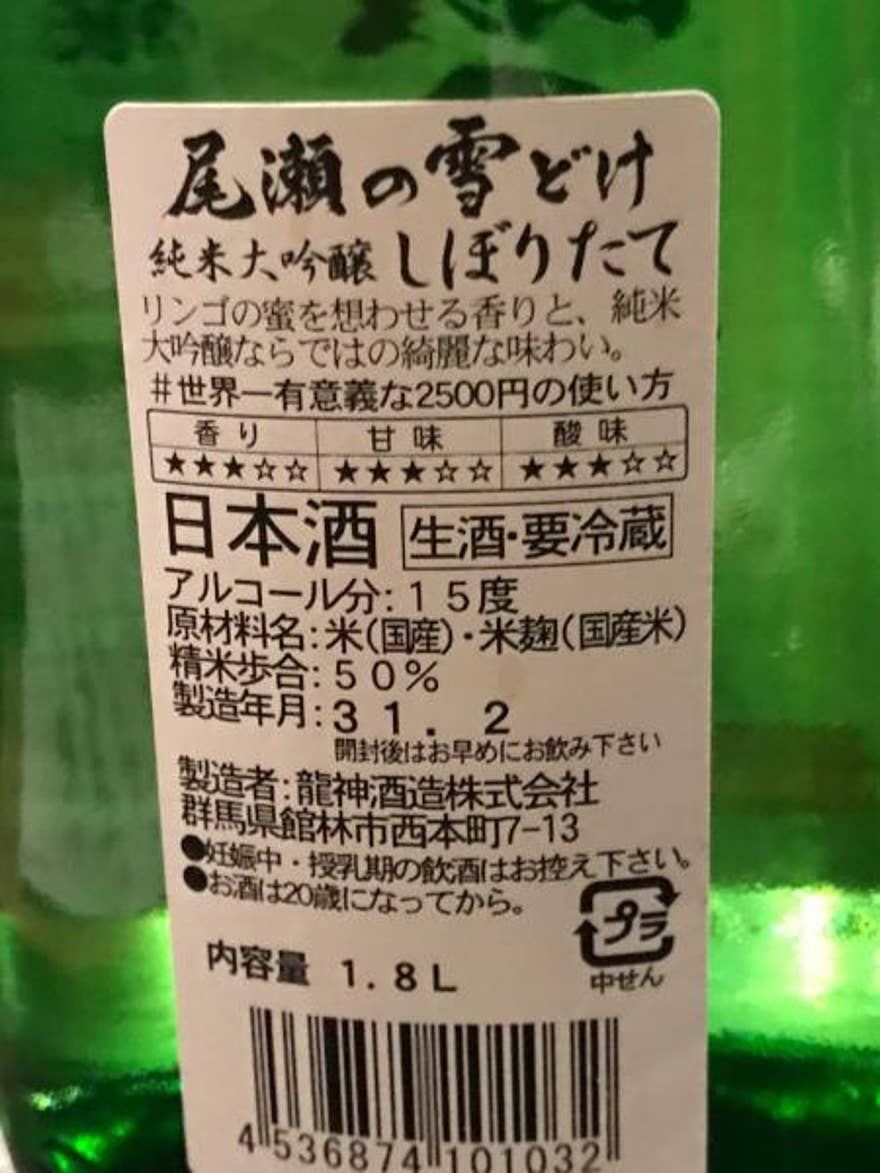 尾瀬の雪どけ
純米大吟醸 しぼりたて
リンゴの蜜を想わせる香りと、純米
大吟醸ならではの綺麗な味わい。
#世界一有意義な2500円の使い方
香り 甘味 酸味
★★★☆☆ ★★★☆☆ ★★★☆☆
日本酒 生酒・要冷蔵
アルコール分:15度
原材料名:米(国産)・米麹(国産米)
精米歩合:50%
製造年月:31.2
開封後はお早めにお飲み下さい
製造者:龍神酒造株式会社
群馬県館林市西本町7-13
●妊娠中・授乳期の飲酒はお控え下さい。
●お酒は20歳になってから。
プラ
中せん
内容量 1.8L
4 536874 101032